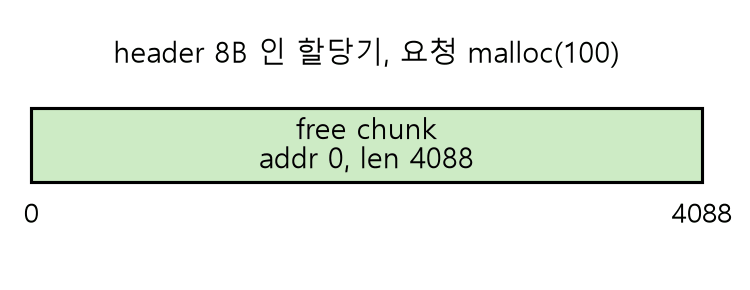 header 8B 인 할당기, 요청 malloc(100)
free chunk
addr 0, len 4088
0
4088